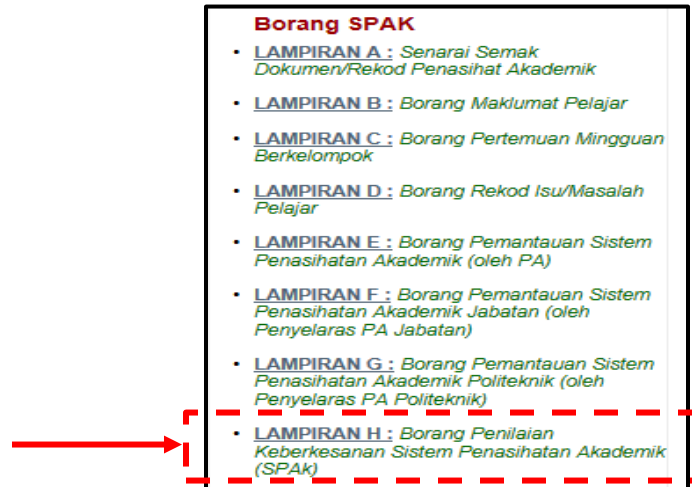 Borang SPAK
• LAMPIRAN A : Senarai Semak
Dokumen/Rekod Penasihat Akademik
• LAMPIRAN B : Borang Maklumat Pelajar
• LAMPIRAN C : Borang Pertemuan Mingguan
Berkelompok
• LAMPIRAN D : Borang Rekod Isu/Masalah
Pelajar
• LAMPIRAN E : Borang Pemantauan Sistem
Penasihatan Akademik (oleh PA)
• LAMPIRAN F : Borang Pemantauan Sistem
Penasihatan Akademik Jabatan (oleh
Penyelaras PA Jabatan)
• LAMPIRAN G : Borang Pemantauan Sistem
Penasihatan Akademik Politeknik (oleh
Penyelaras PA Politeknik)
• LAMPIRAN H : Borang Penilaian
Keberkesanan Sistem Penasihatan Akademik
(SPAk)